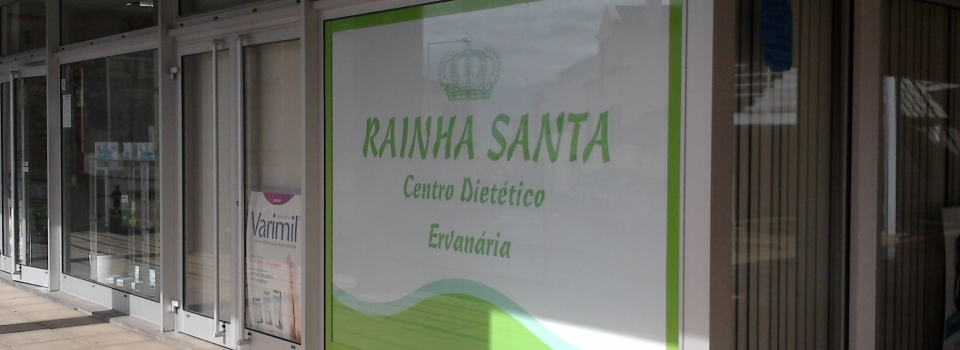 RAINHA SANTA
Centro Dietético
Ervanária
Varimil